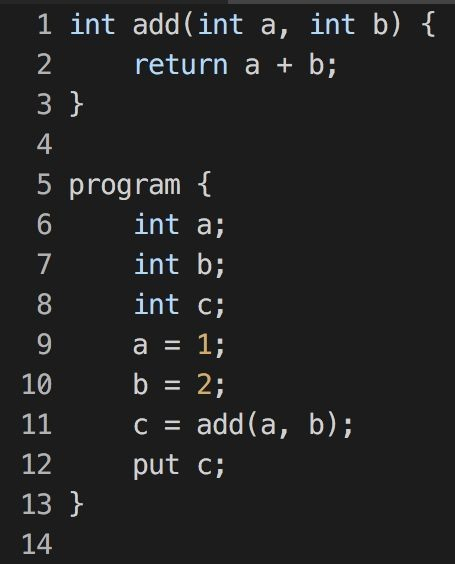 1 int add(int a, int b) {
2     return a + b;
3 }
4
5 program {
6     int a;
7     int b;
8     int c;
9     a = 1;
10     b = 2;
11     c = add(a, b);
12     put c;
13 }
14